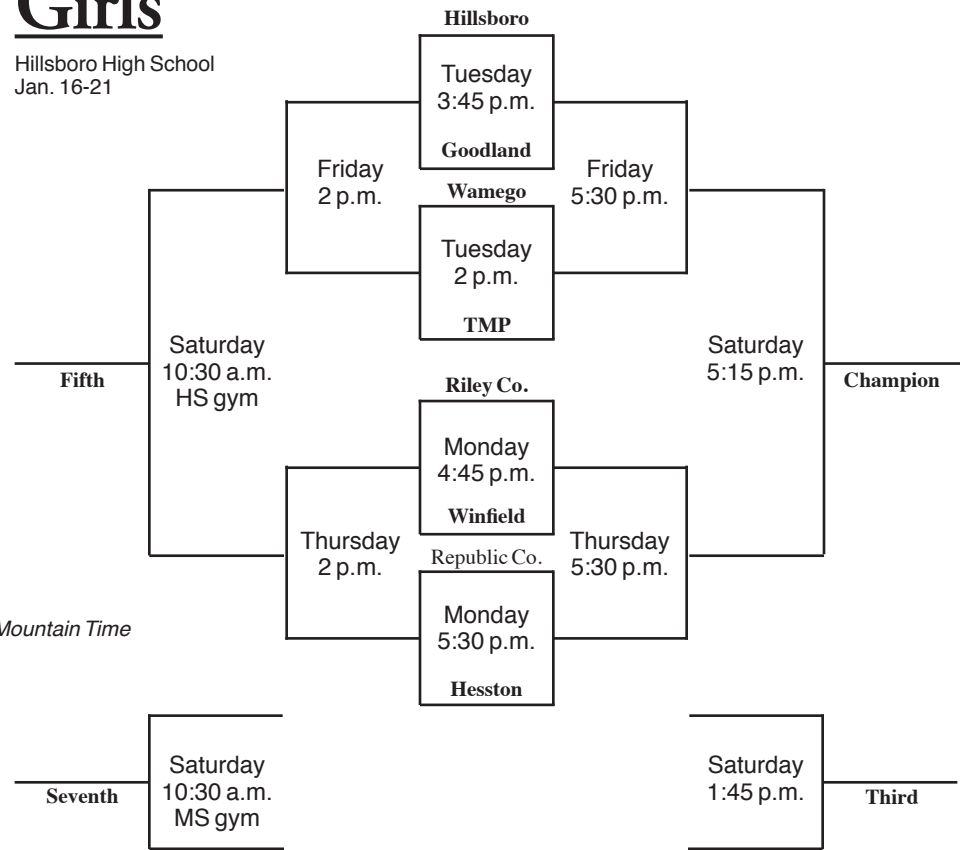 Girls
Hillsboro High School
Jan. 16-21
Hillsboro
Tuesday
3:45 p.m.
Goodland
Friday
2 p.m.
Friday
5:30 p.m.
Wamego
Tuesday
2 p.m.
TMP
Saturday
10:30 a.m.
HS gym
Fifth
Saturday
5:15 p.m.
Champion
Riley Co.
Monday
4:45 p.m.
Winfield
Thursday
2 p.m.
Thursday
5:30 p.m.
Republic Co.
Monday
5:30 p.m.
Hesston
Mountain Time
Saturday
10:30 a.m.
MS gym
Seventh
Saturday
1:45 p.m.
Third